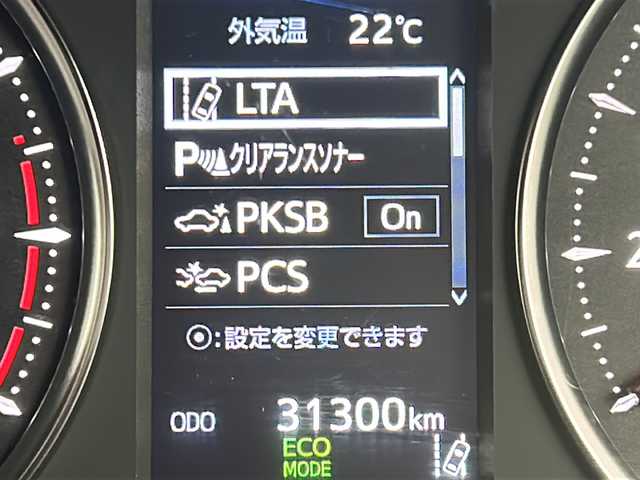 外気温 22℃
LTA
P クリアランスソナー
PKSB On
PCS
◎:設定を変更できます
ODO 31300km
ECO
MODE
2